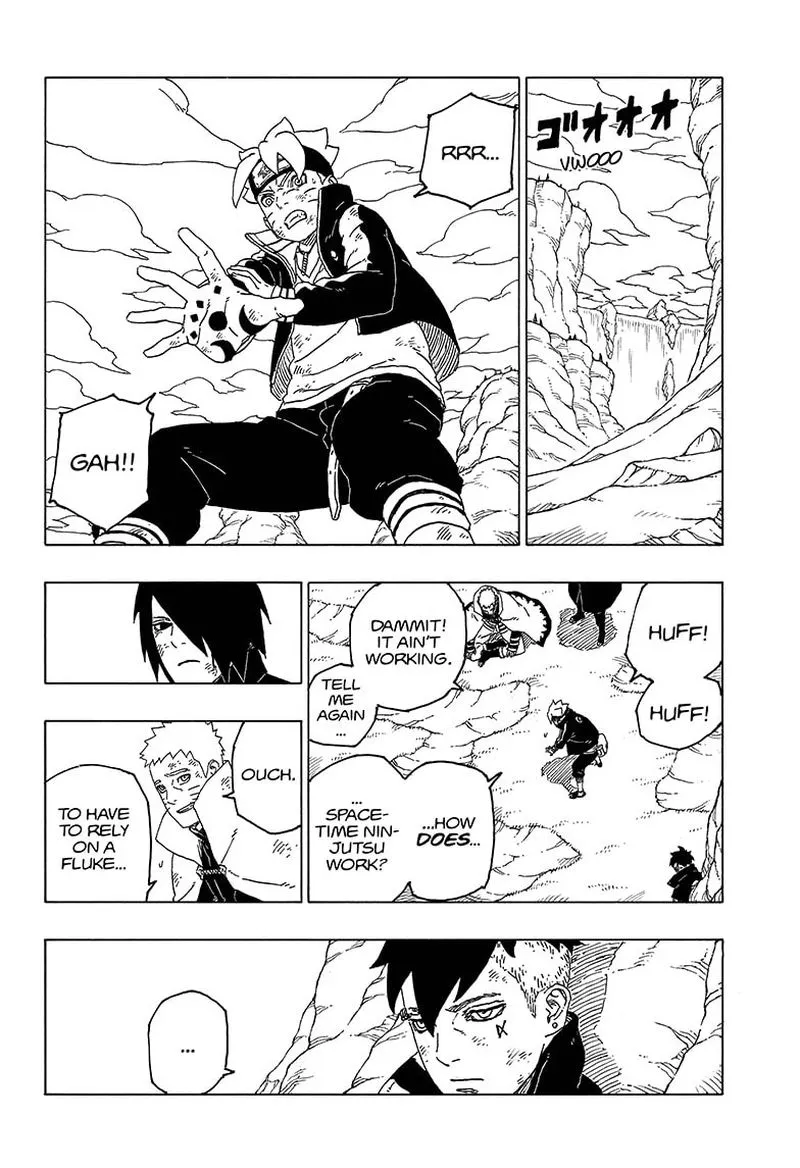 ゴオオオ
VWOOO
RRR...
GAH!!
HUFF!
HUFF!
DAMMIT!
IT AIN'T
WORKING.
TELL
ME
AGAIN
...
...HOW
DOES...
...
SPACE-
TIME NIN-
JUTSU
WORK?
OUCH.
TO HAVE
TO RELY
ON A
FLUKE...
...